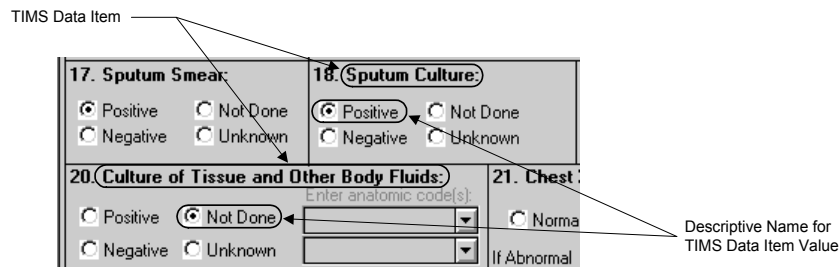 TIMS Data Item
17. Sputum Smear:
18. Sputum Culture:
Positive Not Done
Positive Not Done
Negative Unknown
Negative Unknown
20. Culture of Tissue and Other Body Fluids:
21. Chest
Enter anatomic code(s):
Positive Not Done
Norma
Negative Unknown
If Abnormal
Descriptive Name for
TIMS Data Item Value